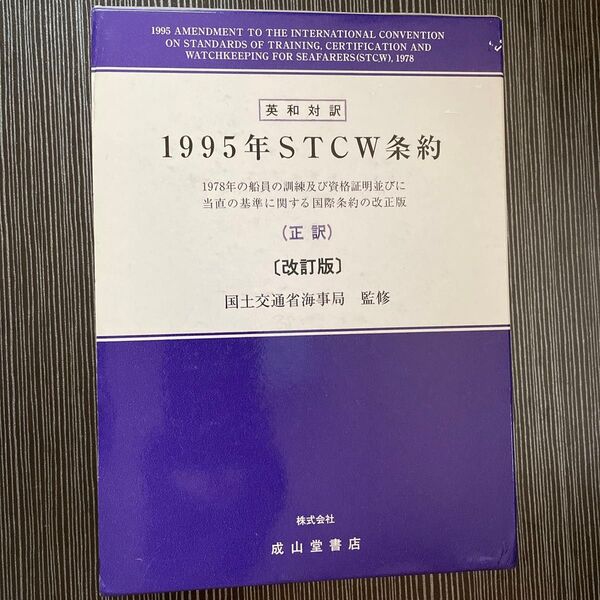 1995 AMENDMENT TO THE INTERNATIONAL CONVENTION
ON STANDARDS OF TRAINING, CERTIFICATION AND
WATCHKEEPING FOR SEAFARERS(STCW), 1978
英和対訳
1995年STCW条約
1978年の船員の訓練及び資格証明並びに
当直の基準に関する国際条約の改正版
(正訳)
〔改訂版〕
国土交通省海事局 監修
株式会社
成山堂書店